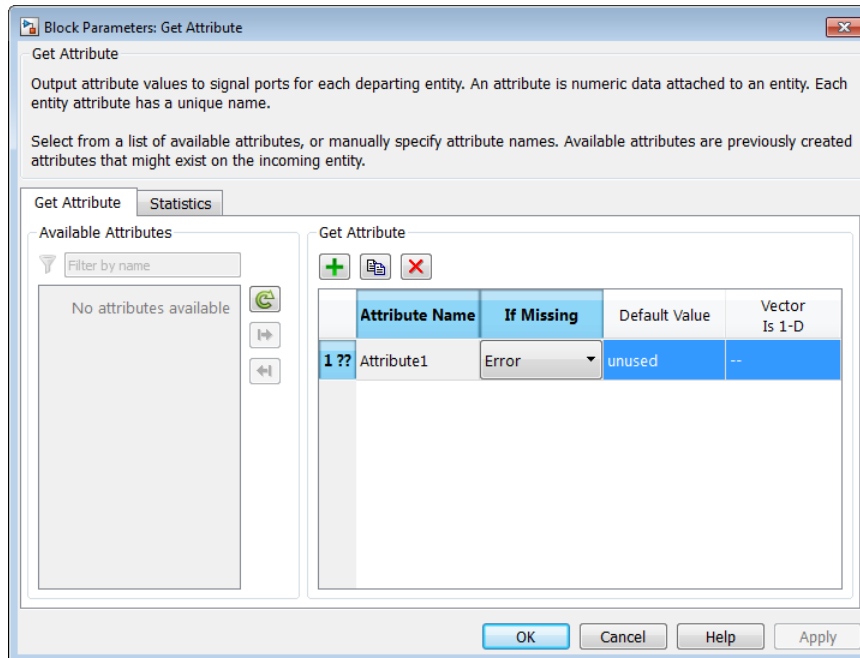 Block Parameters: Get Attribute
Get Attribute
Output attribute values to signal ports for each departing entity. An attribute is numeric data attached to an entity. Each
entity attribute has a unique name.
Select from a list of available attributes, or manually specify attribute names. Available attributes are previously created
attributes that might exist on the incoming entity.
Get Attribute Statistics
Available Attributes
Filter by name
No attributes available
Get Attribute
Attribute Name If Missing Default Value Vector
Is 1-D
1 ?? Attribute1 Error unused --
OK Cancel Help Apply